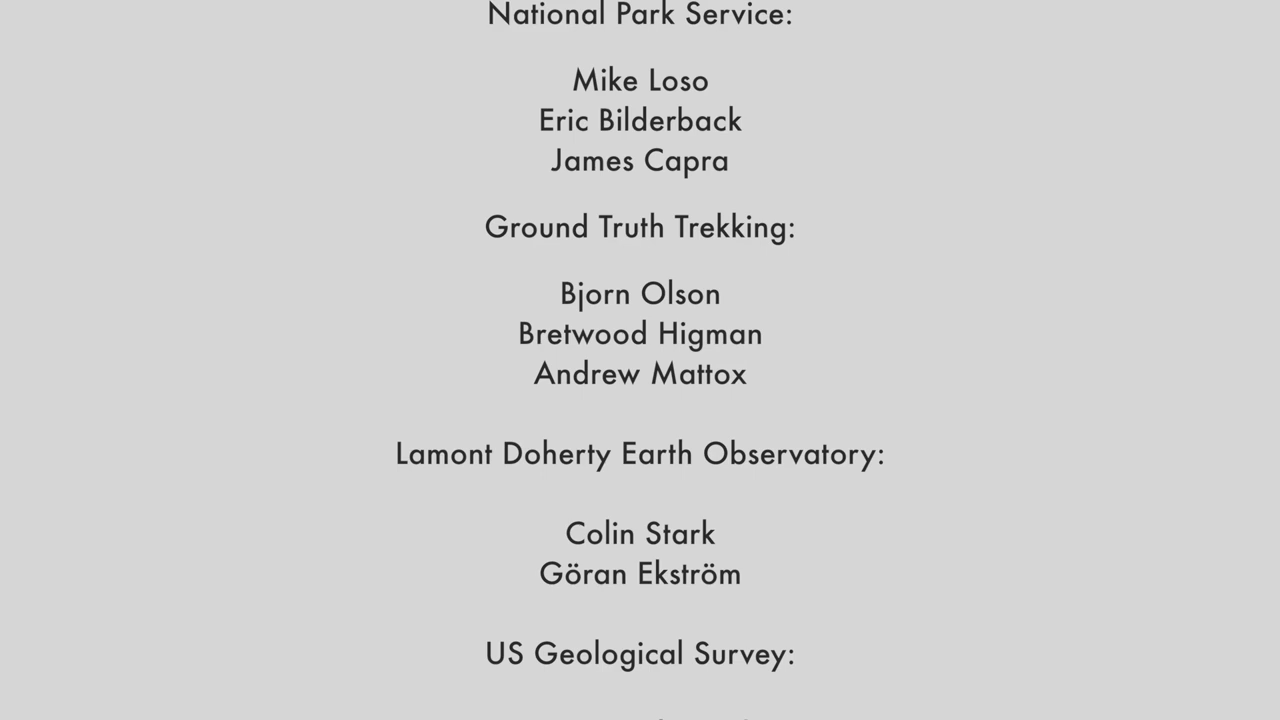 National Park Service:
Mike Loso
Eric Bilderback
James Capra
Ground Truth Trekking:
Bjorn Olson
Bretwood Higman
Andrew Mattox
Lamont Doherty Earth Observatory:
Colin Stark
Göran Ekström
US Geological Survey: